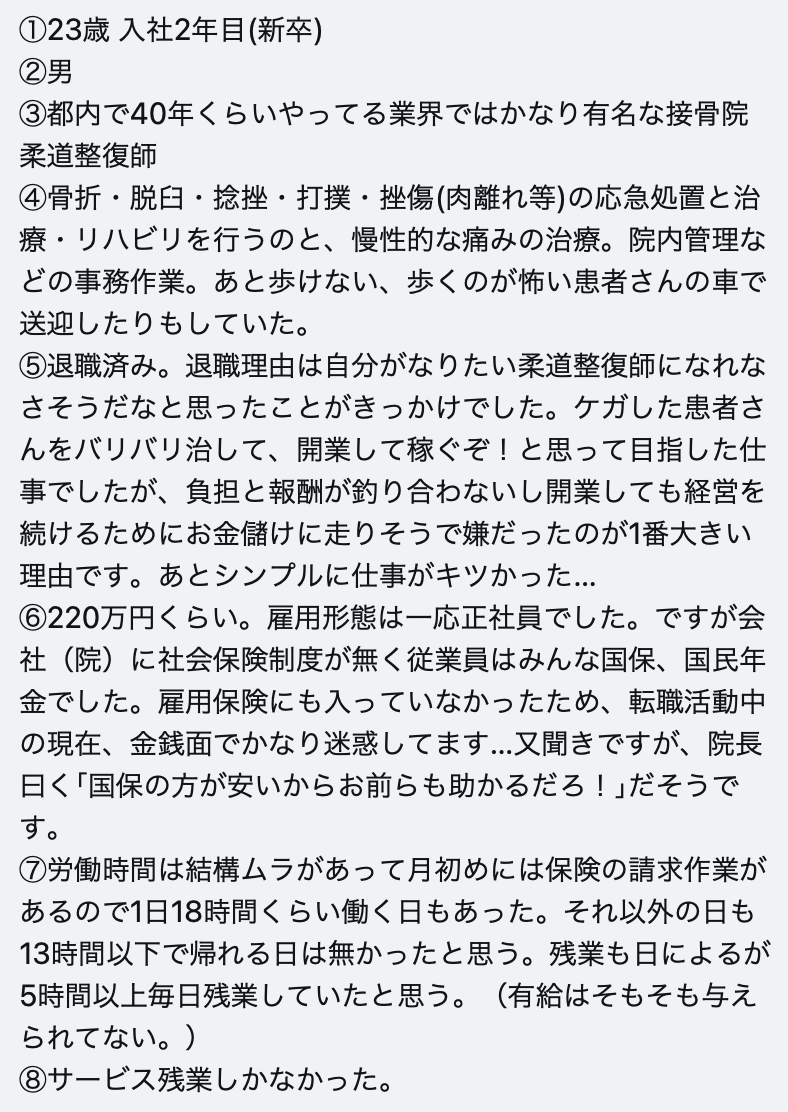 ①23歳 入社2年目(新卒)
②男
③都内で40年くらいやってる業界ではかなり有名な接骨院
柔道整復師
④骨折・脱臼・捻挫・打撲・挫傷(肉離れ等)の応急処置と治
療・リハビリを行うのと、慢性的な痛みの治療。院内管理な
どの事務作業。あと歩けない、歩くのが怖い患者さんの車で
送迎したりもしていた。
⑤退職済み。退職理由は自分がなりたい柔道整復師になれな
さそうだなと思ったことがきっかけでした。ケガした患者さ
んをバリバリ治して、開業して稼ぐぞ！と思って目指した仕
事でしたが、負担と報酬が釣り合わないし開業しても経営を
続けるためにお金儲けに走りそうで嫌だったのが1番大きい
理由です。あとシンプルに仕事がキツかった…
⑥220万円くらい。雇用形態は一応正社員でした。ですが会
社（院）に社会保険制度が無く従業員はみんな国保、国民年
金でした。雇用保険にも入っていなかったため、転職活動中
の現在、金銭面でかなり迷惑してます…又聞きですが、院長
曰く｢国保の方が安いからお前らも助かるだろ！｣だそうで
す。
⑦労働時間は結構ムラがあって月初めには保険の請求作業が
あるので1日18時間くらい働く日もあった。それ以外の日も
13時間以下で帰れる日は無かったと思う。残業も日によるが
5時間以上毎日残業していたと思う。（有給はそもそも与え
られてない。）
⑧サービス残業しかなかった。